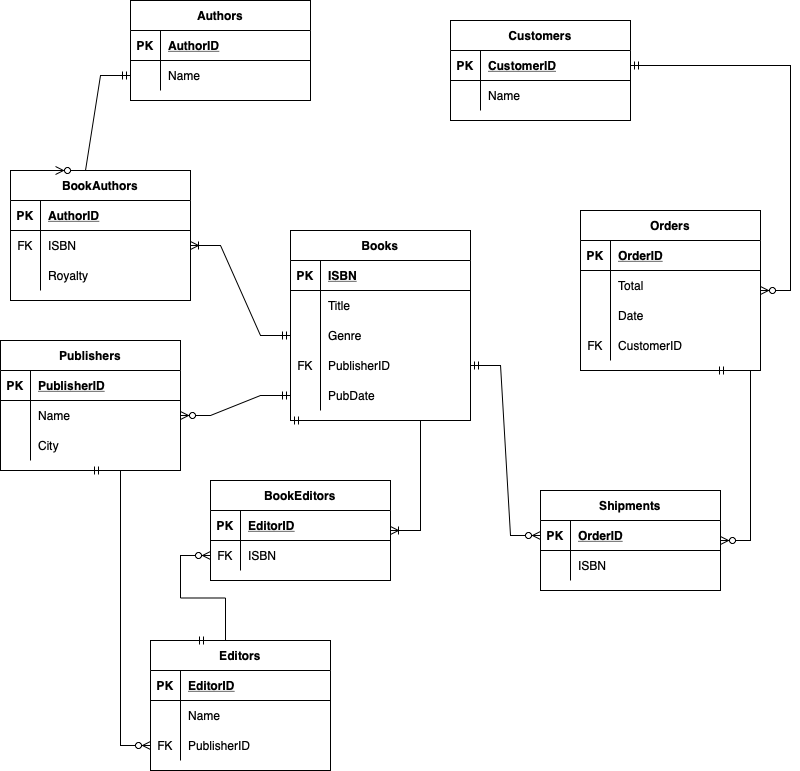 Authors
PK AuthorID
Name
Customers
PK CustomerID
Name
BookAuthors
PK AuthorID
FK ISBN
Royalty
Books
PK ISBN
Title
Genre
FK PublisherID
PubDate
Orders
PK OrderID
Total
Date
FK CustomerID
Publishers
PK PublisherID
Name
City
BookEditors
PK EditorID
FK ISBN
Shipments
PK OrderID
ISBN
Editors
PK EditorID
Name
FK PublisherID